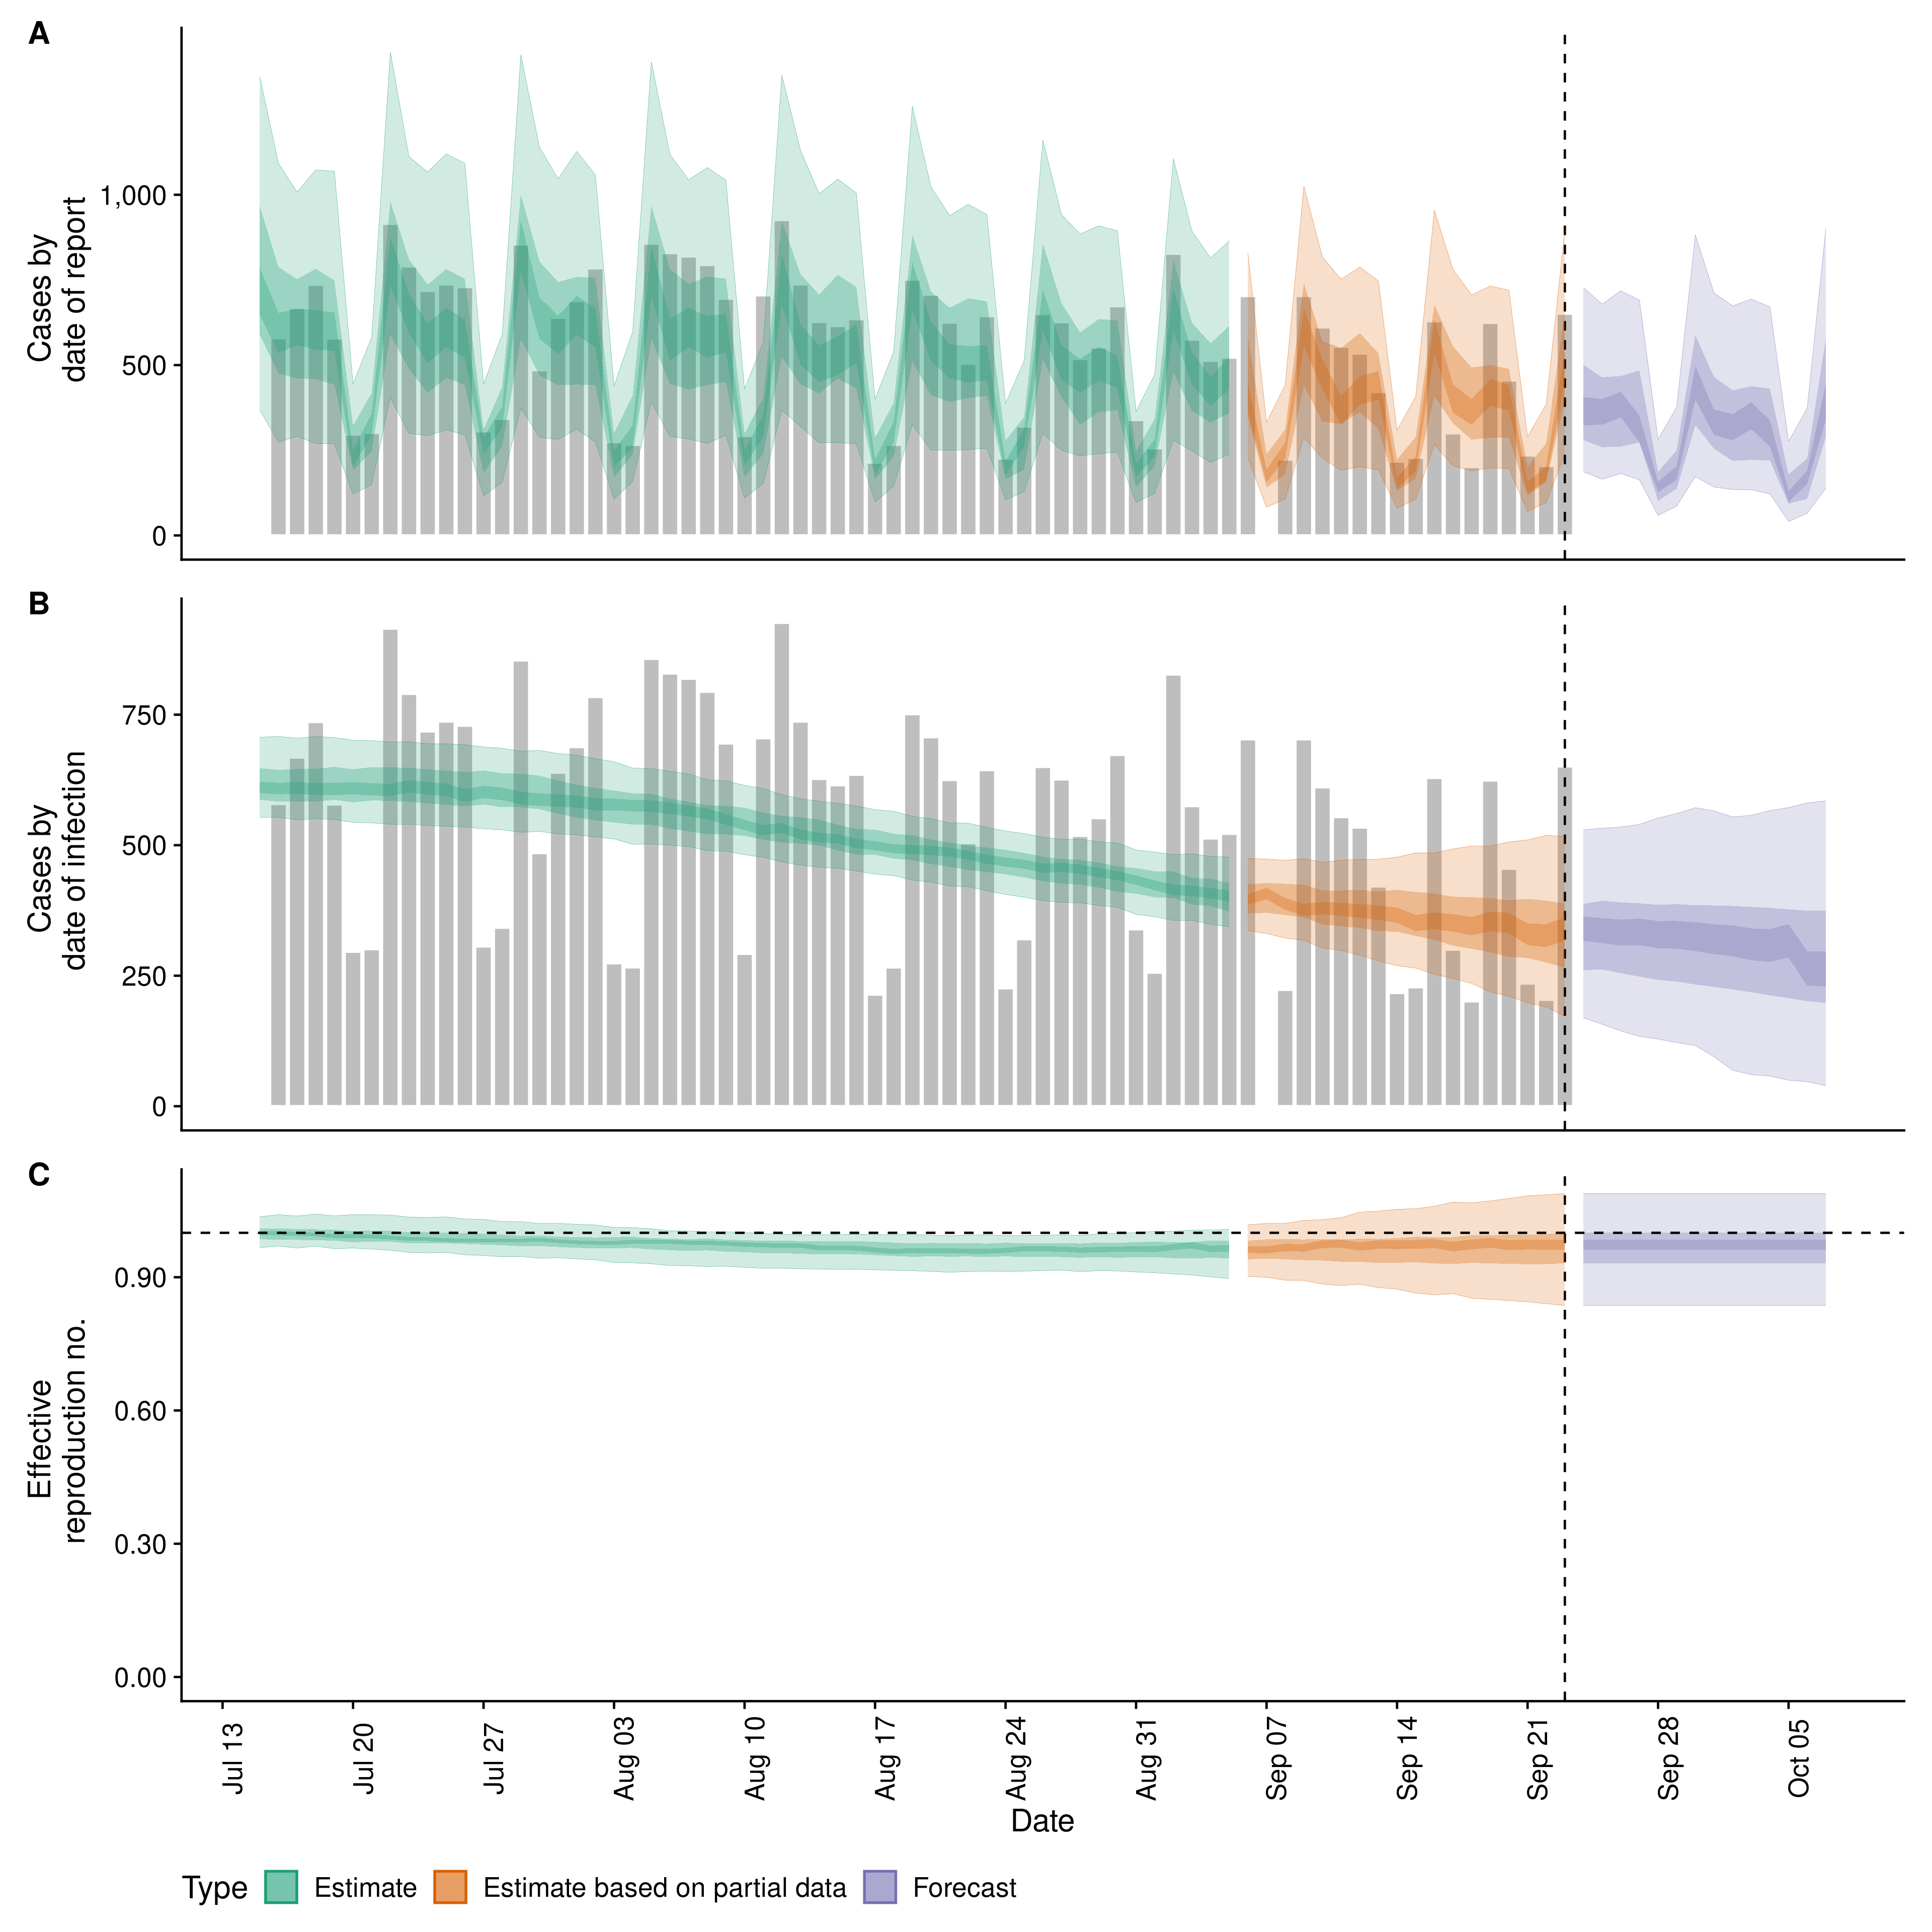 A
Cases by
date of report
1,000
500
0
B
Cases by
date of infection
750
500
250
0
C
Effective
reproduction no.
0.90
0.60
0.30
0.00
Jul 13
Jul 20
Jul 27
Aug 03
Aug 10
Aug 17
Aug 24
Aug 31
Sep 07
Sep 14
Sep 21
Sep 28
Oct 05
Date
Type Estimate Estimate based on partial data Forecast